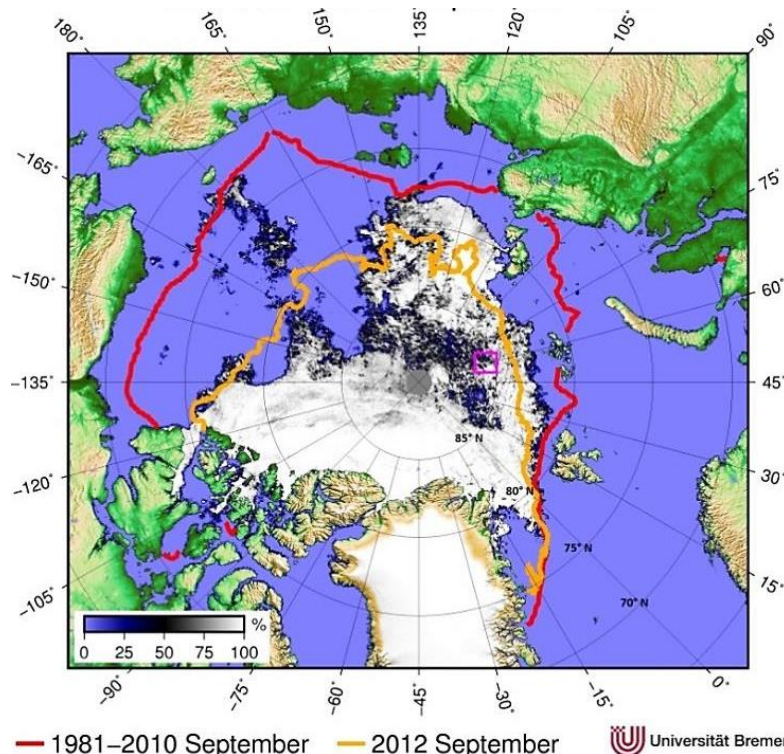 180° 165° 150° 135° 120° 105° 90°
−165° 75°
−150° 60°
−135° 45°
−120° 30°
−105° 15°
85° N
80° N
75° N
70° N
%
0 25 50 75 100
−90° −75° −60° −45° −30° −15° 0°
1981−2010 September 2012 September Universität Bremen